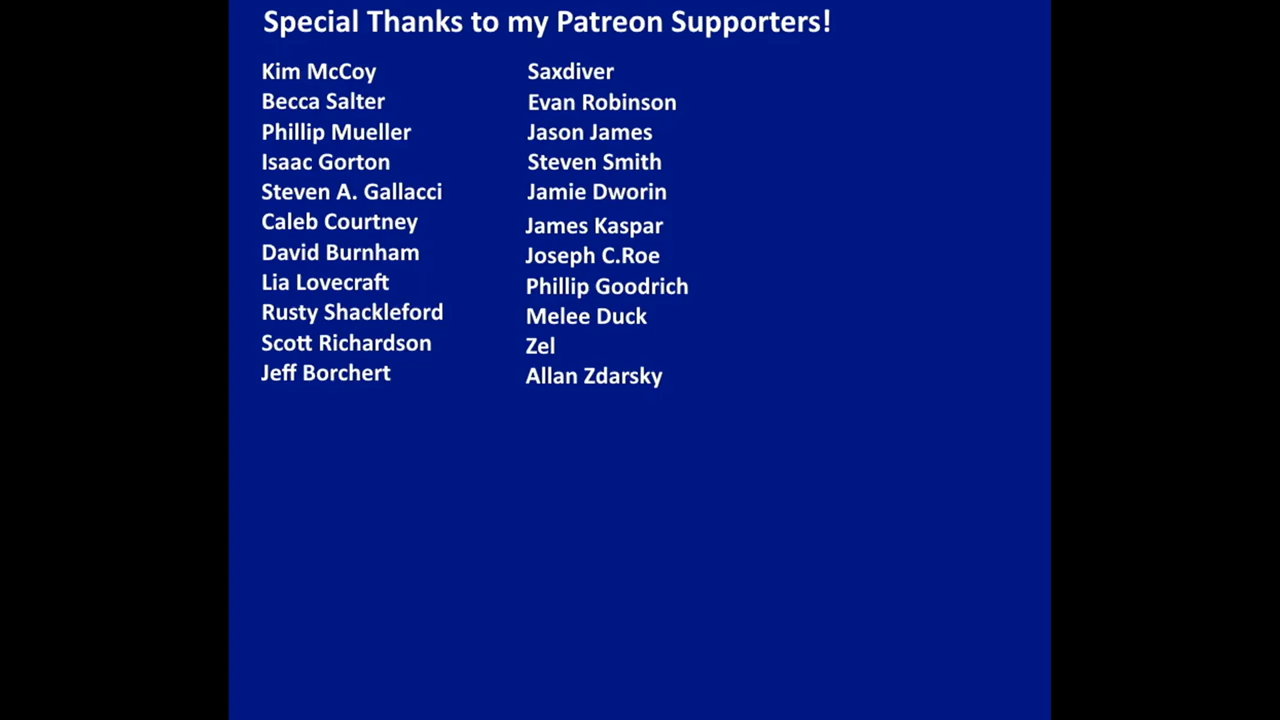 Special Thanks to my Patreon Supporters!
Kim McCoy
Becca Salter
Phillip Mueller
Isaac Gorton
Steven A. Gallacci
Caleb Courtney
David Burnham
Lia Lovecraft
Rusty Shackleford
Scott Richardson
Jeff Borchert
Saxdiver
Evan Robinson
Jason James
Steven Smith
Jamie Dworin
James Kaspar
Joseph C.Roe
Phillip Goodrich
Melee Duck
Zel
Allan Zdarsky